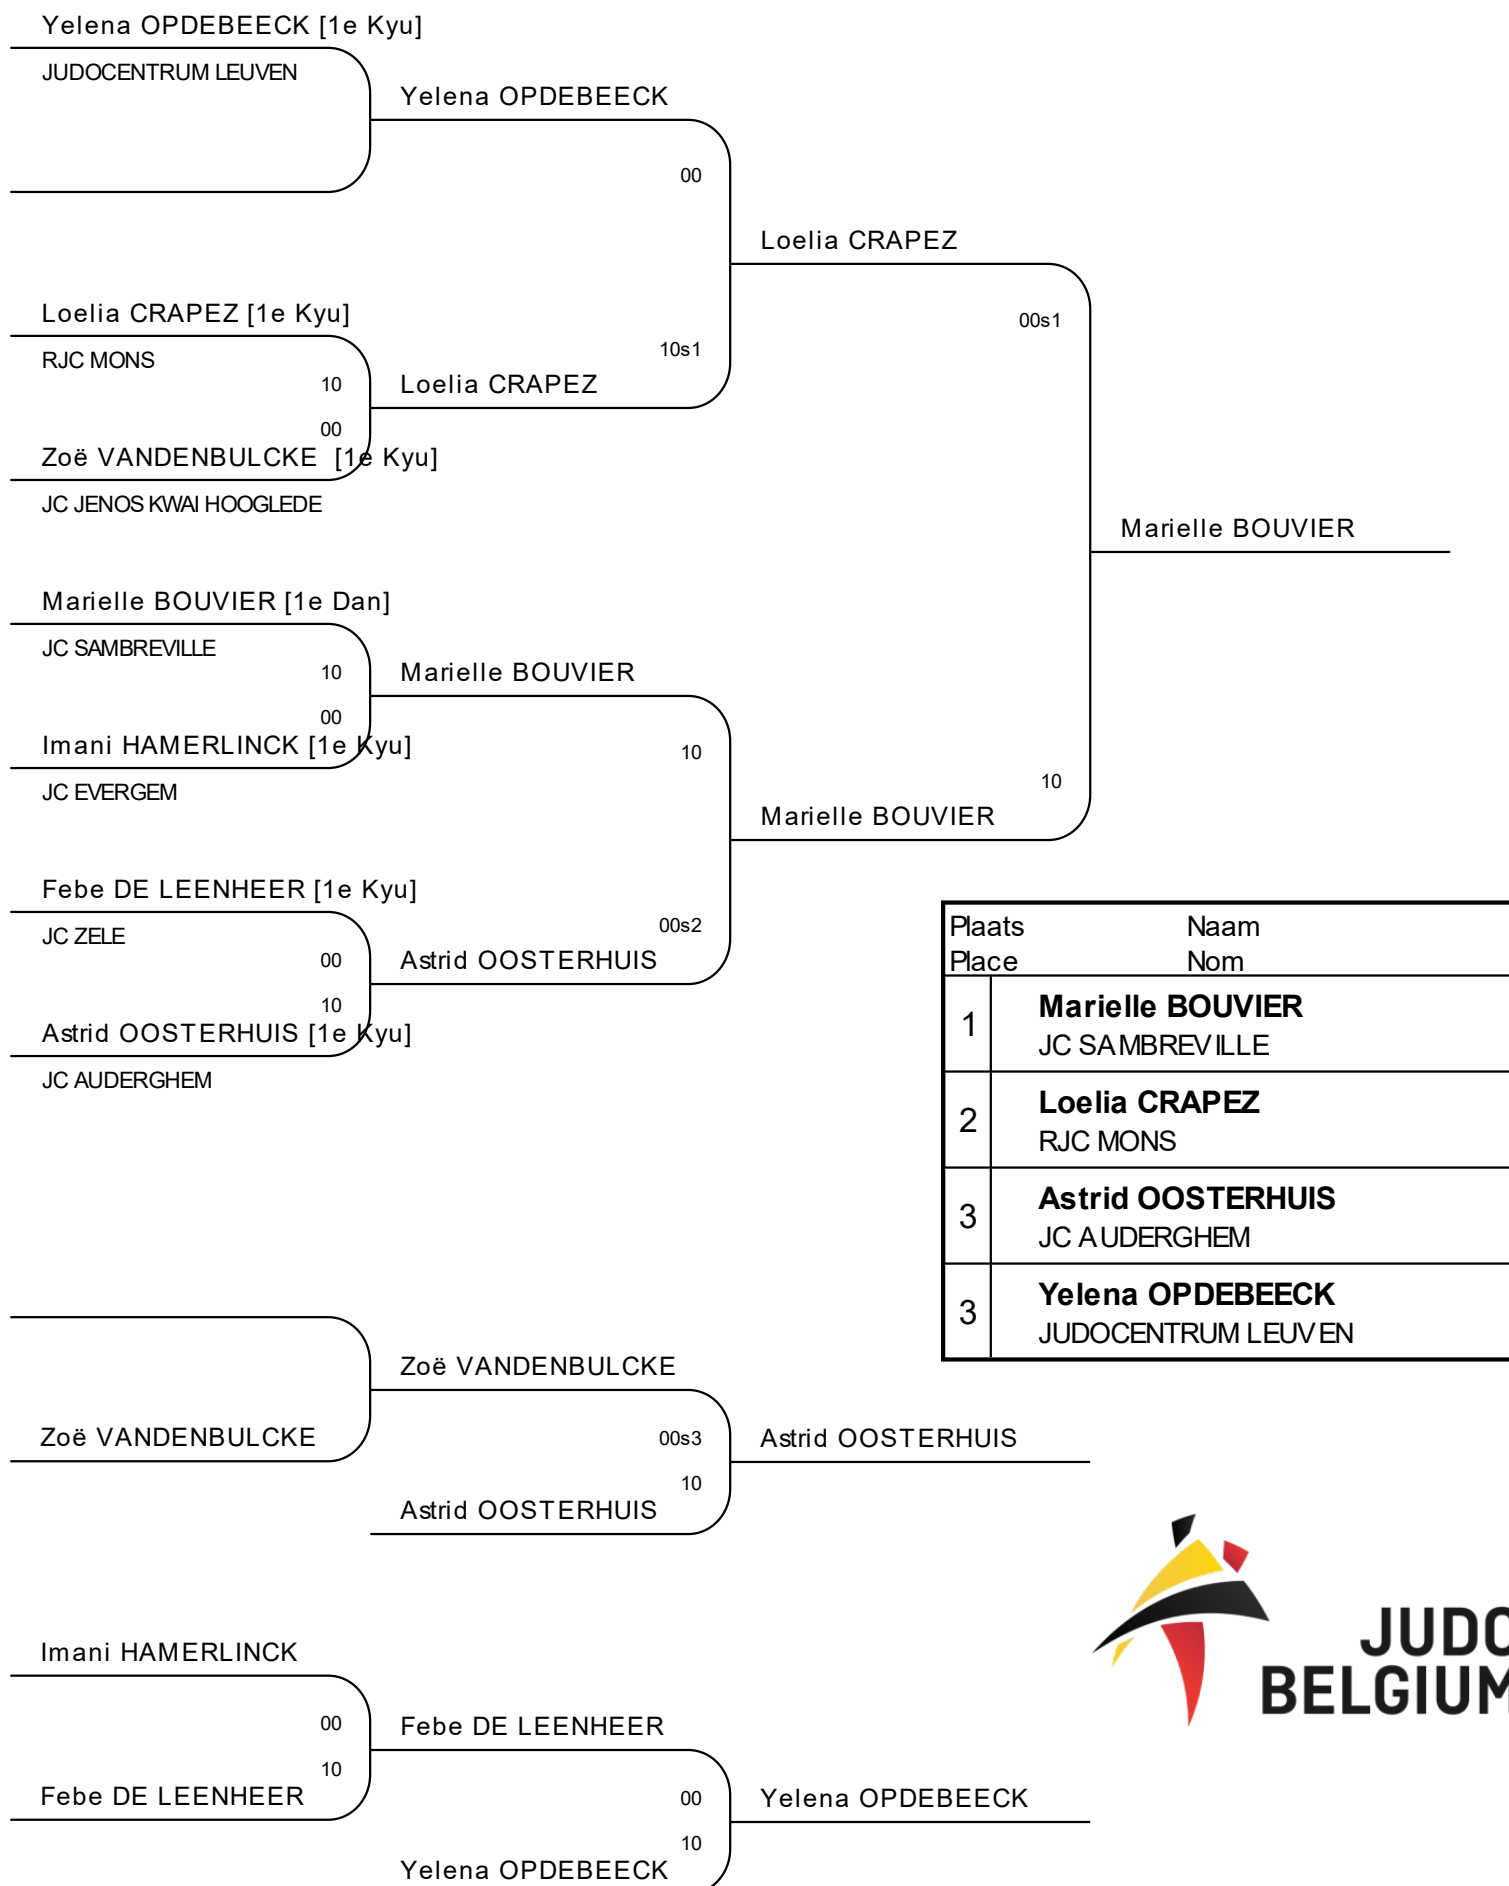 Yelena OPDEBEECK [1e Kyu]
JUDOCENTRUM LEUVEN
Yelena OPDEBEECK
00
Loelia CRAPEZ
Loelia CRAPEZ [1e Kyu]
00s1
RJC MONS
10s1
10
Loelia CRAPEZ
00
Zoë VANDENBULCKE [1e Kyu]
JC JENOS KWAI HOOGLEDE
Marielle BOUVIER
Marielle BOUVIER [1e Dan]
JC SAMBREVILLE
10
Marielle BOUVIER
00
Imani HAMERLINCK [1e Kyu]
10
10
JC EVERGEM
Marielle BOUVIER
Febe DE LEENHEER [1e Kyu]
JC ZELE
00s2
00
Astrid OOSTERHUIS
10
Astrid OOSTERHUIS [1e Kyu]
JC AUDERGHEM
Plaats Naam
Place Nom
1 Marielle BOUVIER
JC SAMBREVILLE
2 Loelia CRAPEZ
RJC MONS
3 Astrid OOSTERHUIS
JC AUDERGHEM
3 Yelena OPDEBEECK
JUDOCENTRUM LEUVEN
Zoë VANDENBULCKE
Zoë VANDENBULCKE
00s3
Astrid OOSTERHUIS
10
Astrid OOSTERHUIS
Imani HAMERLINCK
00
Febe DE LEENHEER
10
Febe DE LEENHEER
00
Yelena OPDEBEECK
10
Yelena OPDEBEECK
JUDO
BELGIUM